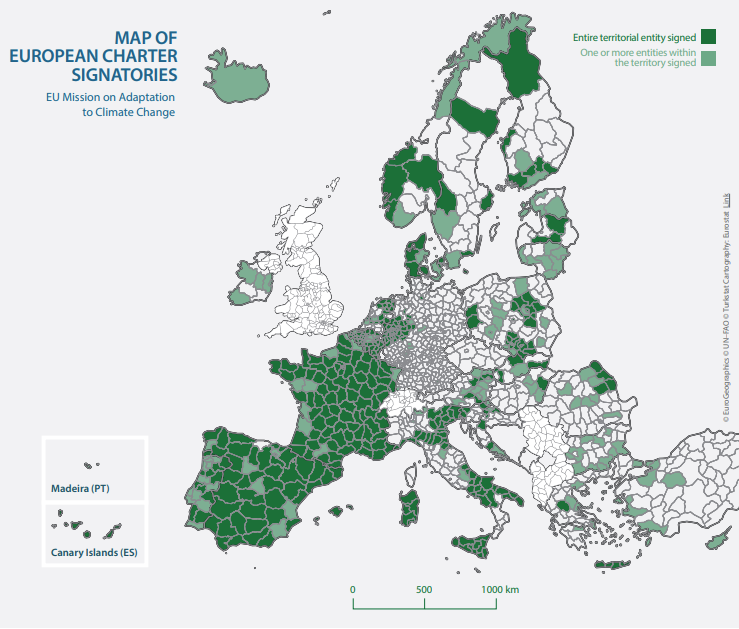 MAP OF
EUROPEAN CHARTER
SIGNATORIES
EU Mission on Adaptation
to Climate Change
Entire territorial entity signed
One or more entities within
the territory signed
© EuroGeographics © UN–FAO © Turkstat Cartography: Eurostat Link
Madeira (PT)
Canary Islands (ES)
0 500 1000 km